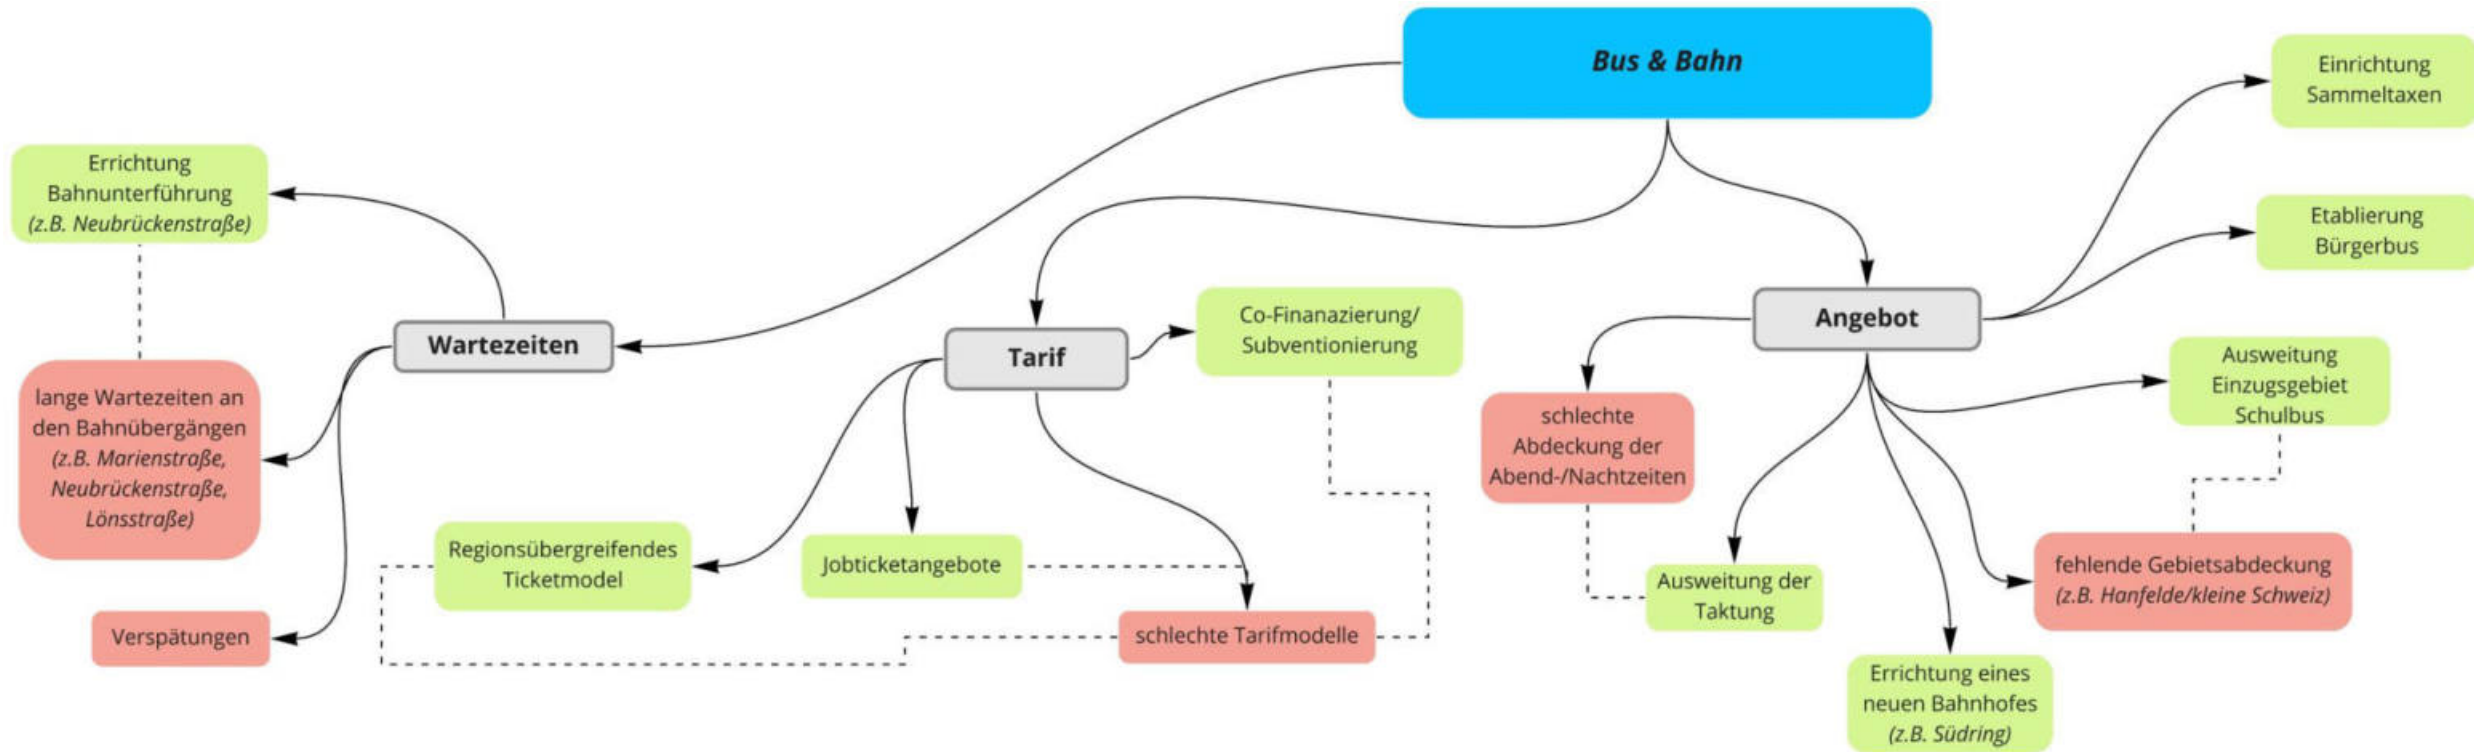 Bus & Bahn
Einrichtung
Sammeltaxen
Errichtung
Bahnunterführung
(z.B. Neubrückenstraße)
Etablierung
Bürgerbus
Wartezeiten
Tarif
Co-Finanazierung/
Subventionierung
Angebot
Ausweitung
Einzugsgebiet
Schulbus
lange Wartezeiten an
den Bahnübergängen
(z.B. Marienstraße,
Neubrückenstraße,
Lönsstraße)
schlechte
Abdeckung der
Abend-/Nachtzeiten
Regionsübergreifendes
Ticketmodel
Jobticketangebote
Ausweitung der
Taktung
fehlende Gebietsabdeckung
(z.B. Hanfelde/kleine Schweiz)
Verspätungen
schlechte Tarifmodelle
Errichtung eines
neuen Bahnhofes
(z.B. Südring)